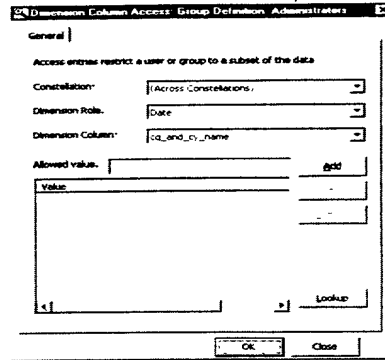 Dimension Column Access: Group Definition: Administrators
General
Access entries restrict a user or group to a subset of the data
Constellation:
(Across Constellations)
Dimension Role:
Date
Dimension Column:
cq_and_cy_name
Allowed value:
Add
Value
Lookup
OK
Close